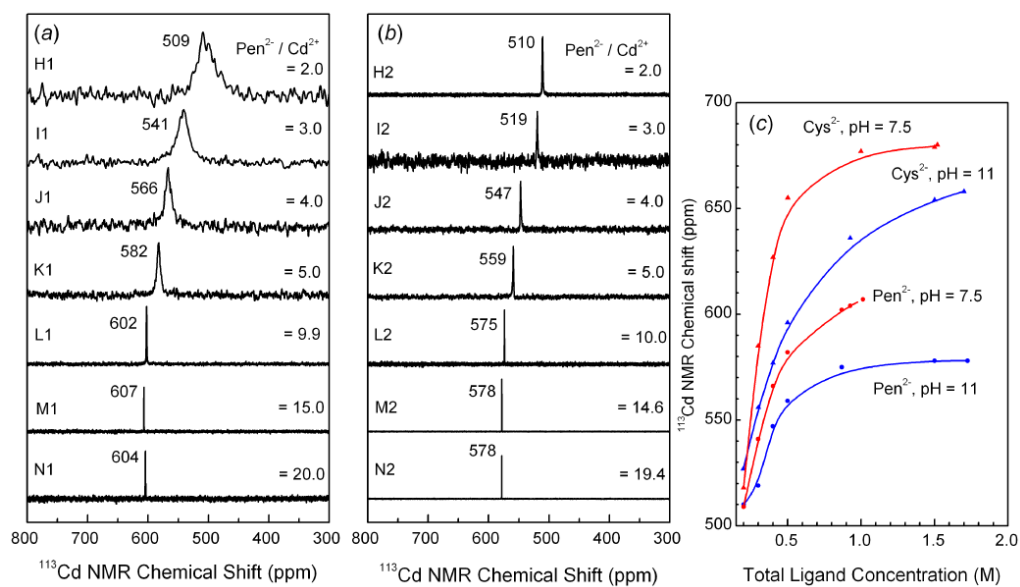 (a)
Pen²⁻ / Cd²⁺
H1 509 = 2.0
I1 541 = 3.0
J1 566 = 4.0
K1 582 = 5.0
L1 602 = 9.9
M1 607 = 15.0
N1 604 = 20.0
800 700 600 500 400 300
¹¹³Cd NMR Chemical Shift (ppm)
(b)
Pen²⁻ / Cd²⁺
H2 510 = 2.0
I2 519 = 3.0
J2 547 = 4.0
K2 559 = 5.0
L2 575 = 10.0
M2 578 = 14.6
N2 578 = 19.4
800 700 600 500 400 300
¹¹³Cd NMR Chemical Shift (ppm)
(c)
¹¹³Cd NMR Chemical shift (ppm)
700
650
600
550
500
Cys²⁻, pH = 7.5
Cys²⁻, pH = 11
Pen²⁻, pH = 7.5
Pen²⁻, pH = 11
0.5 1.0 1.5 2.0
Total Ligand Concentration (M)